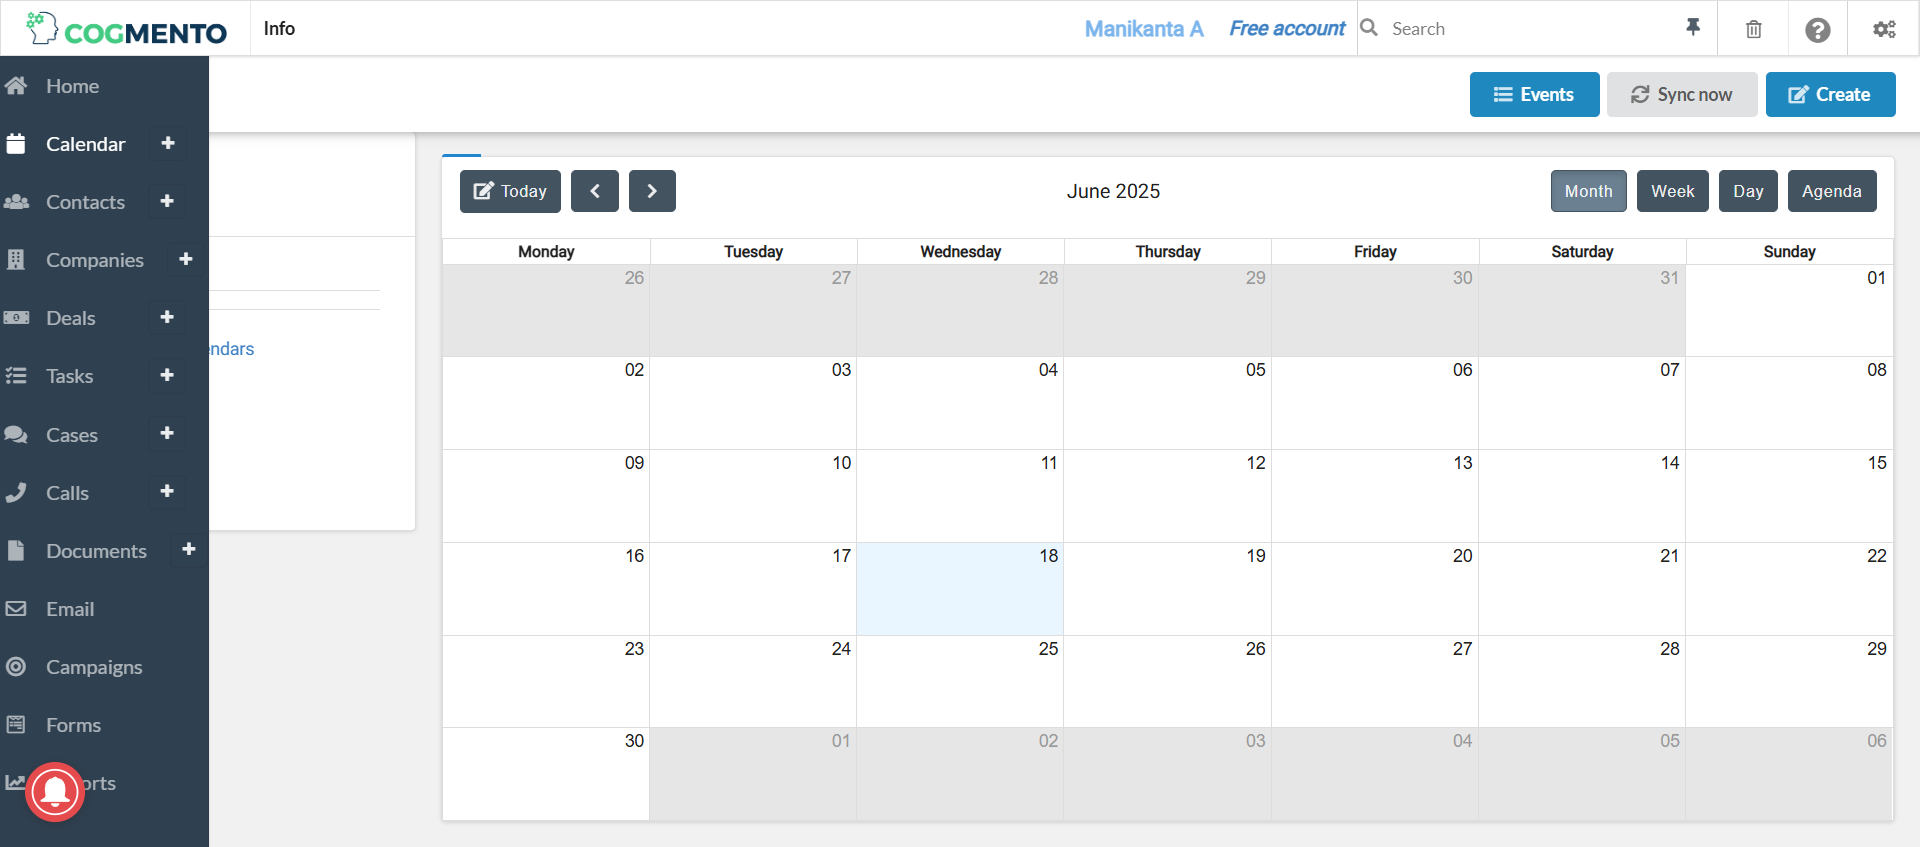 COGMENTO
Info
Manikanta A
Free account
Search
Home
Calendar
Contacts
Companies
Deals
Tasks
Cases
Calls
Documents
Email
Campaigns
Forms
orts
endars
Events
Sync now
Create
Today
June 2025
Month
Week
Day
Agenda
Monday Tuesday Wednesday Thursday Friday Saturday Sunday
26 27 28 29 30 31 01
02 03 04 05 06 07 08
09 10 11 12 13 14 15
16 17 18 19 20 21 22
23 24 25 26 27 28 29
30 01 02 03 04 05 06